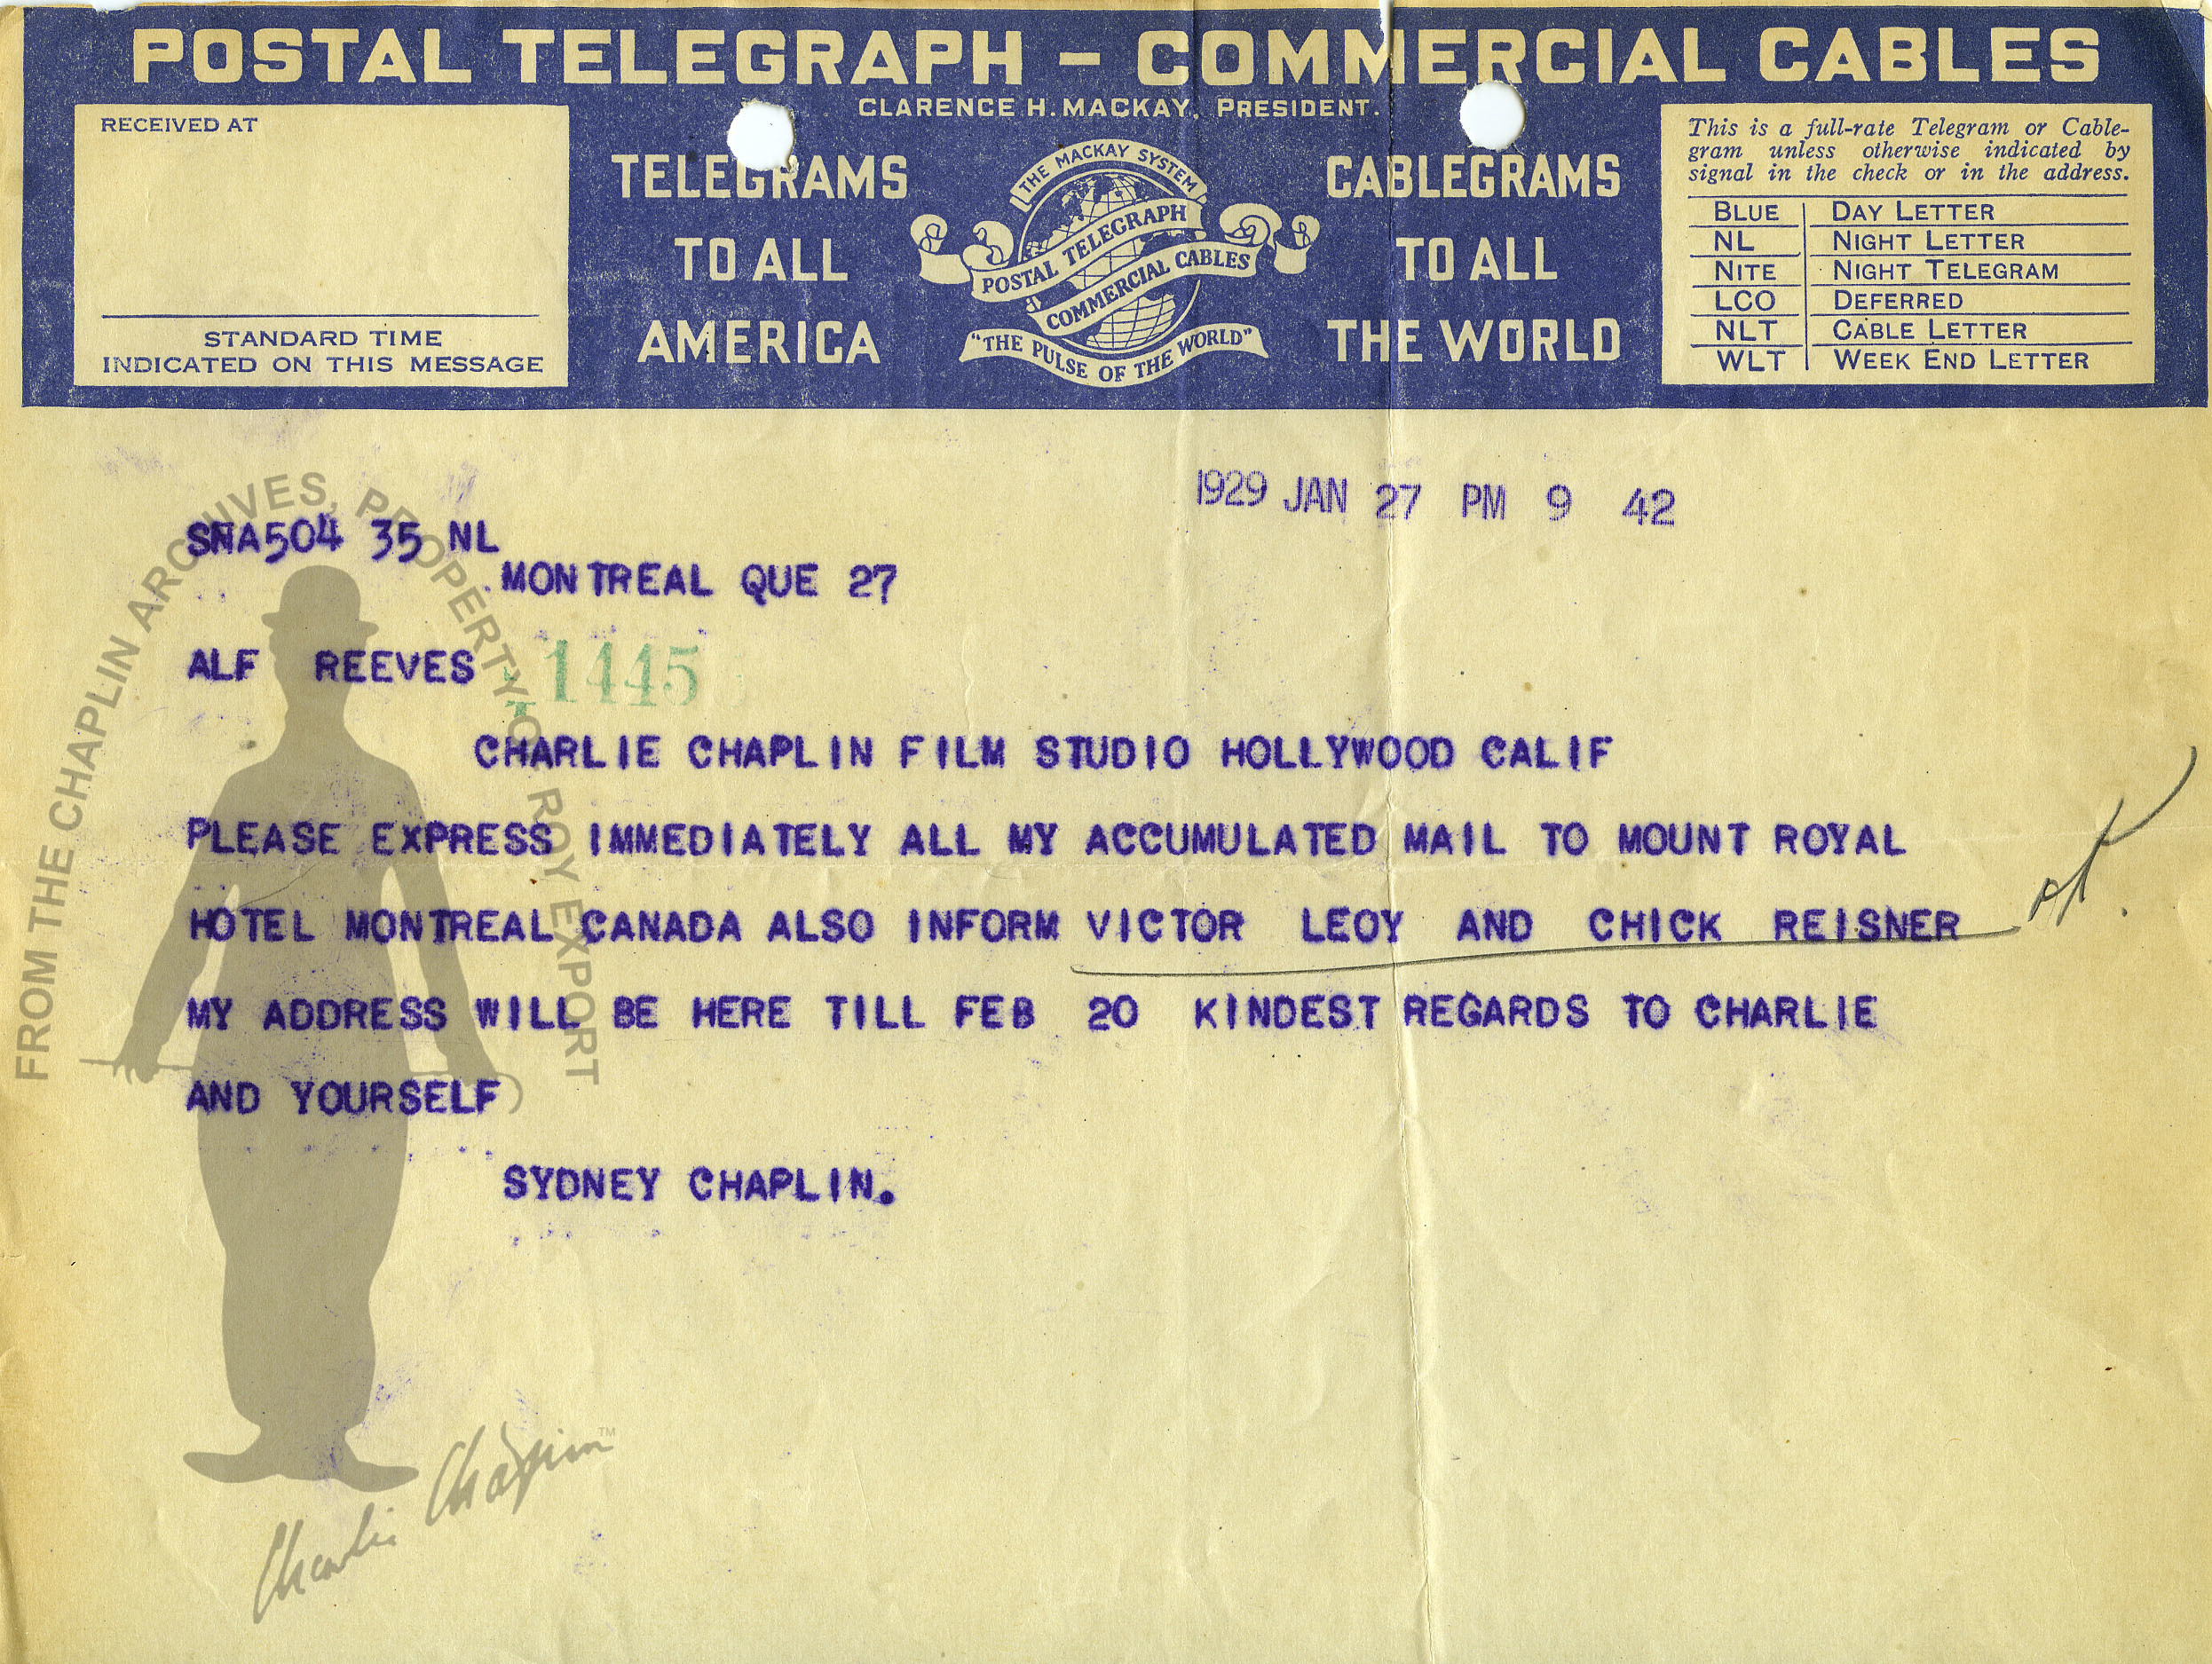 POSTAL TELEGRAPH - COMMERCIAL CABLES
CLARENCE H. MACKAY, PRESIDENT.
RECEIVED AT
STANDARD TIME
INDICATED ON THIS MESSAGE
TELEGRAMS
TO ALL
AMERICA
THE MACKAY SYSTEM
POSTAL TELEGRAPH
COMMERCIAL CABLES
"THE PULSE OF THE WORLD"
CABLEGRAMS
TO ALL
THE WORLD
This is a full-rate Telegram or Cable-
gram unless otherwise indicated by
signal in the check or in the address.
BLUE DAY LETTER
NL NIGHT LETTER
NITE NIGHT TELEGRAM
LCO DEFERRED
NLT CABLE LETTER
WLT WEEK END LETTER
1929 JAN 27 PM 9 42
SNA504 35 NL
MONTREAL QUE 27
ALF REEVES
1445
CHARLIE CHAPLIN FILM STUDIO HOLLYWOOD CALIF
PLEASE EXPRESS IMMEDIATELY ALL MY ACCUMULATED MAIL TO MOUNT ROYAL
HOTEL MONTREAL CANADA ALSO INFORM VICTOR LEOY AND CHICK REISNER
MY ADDRESS WILL BE HERE TILL FEB 20 KINDEST REGARDS TO CHARLIE
AND YOURSELF
SYDNEY CHAPLIN.
FROM THE CHAPLIN ARCHIVES, PROPERTY OF ROY EXPORT
Charlie Chaplin™